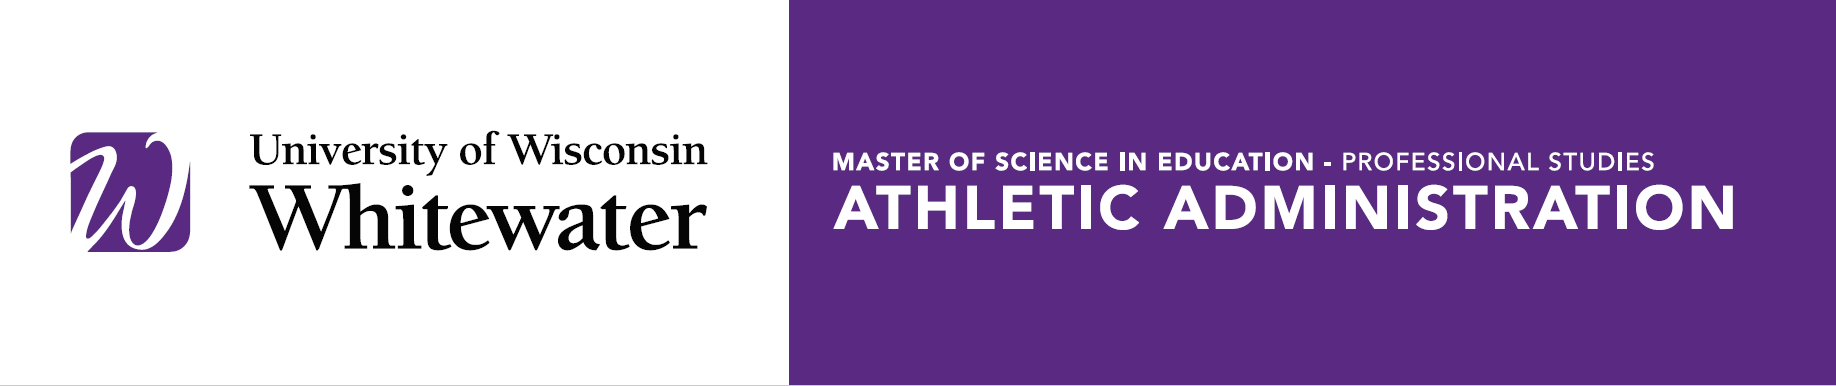 University of Wisconsin
Whitewater
MASTER OF SCIENCE IN EDUCATION - PROFESSIONAL STUDIES
ATHLETIC ADMINISTRATION